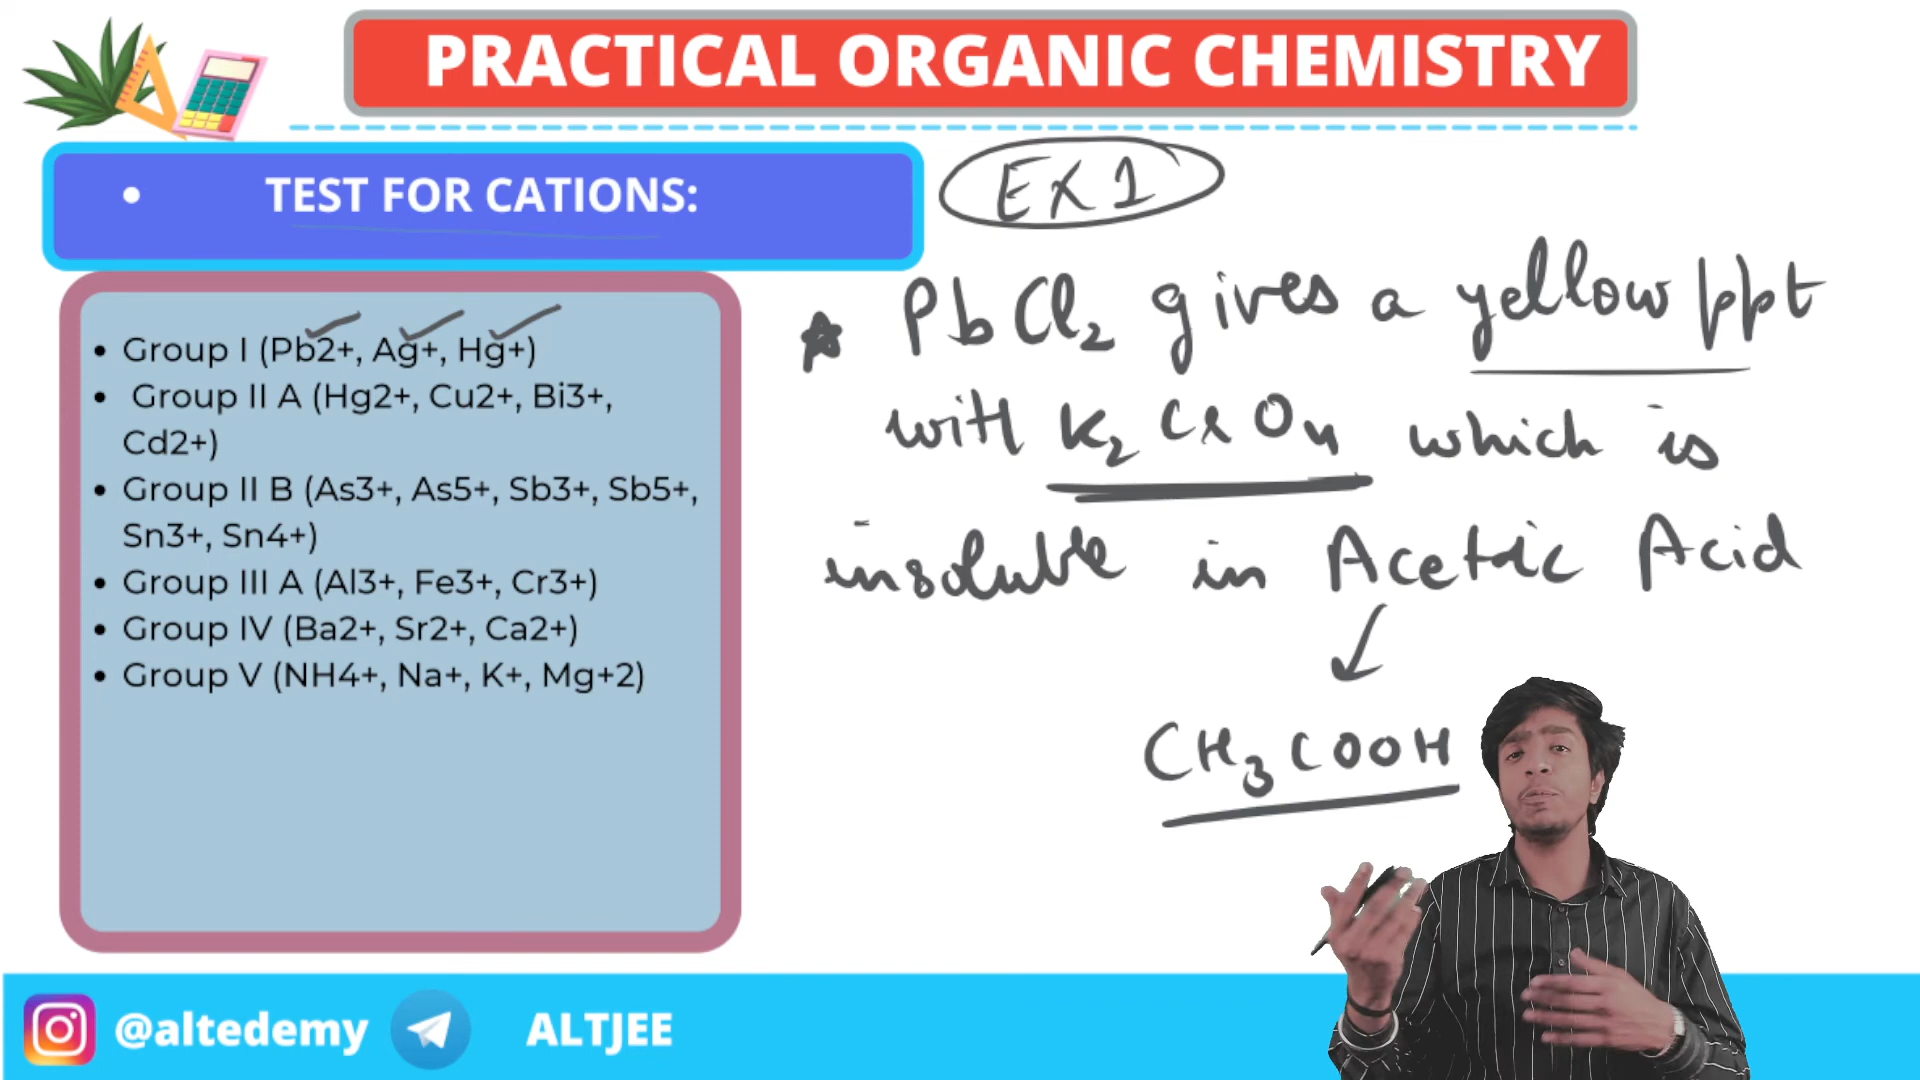 PRACTICAL ORGANIC CHEMISTRY
• TEST FOR CATIONS:
EX 1
• Group I (Pb2+, Ag+, Hg+)
• Group II A (Hg2+, Cu2+, Bi3+,
Cd2+)
• Group II B (As3+, As5+, Sb3+, Sb5+,
Sn3+, Sn4+)
• Group III A (Al3+, Fe3+, Cr3+)
• Group IV (Ba2+, Sr2+, Ca2+)
• Group V (NH4+, Na+, K+, Mg+2)
PbCl₂ gives a yellow ppt
with K₂CrO₄ which is
insoluble in Acetic Acid
CH₃COOH
@altedemy
ALTJEE